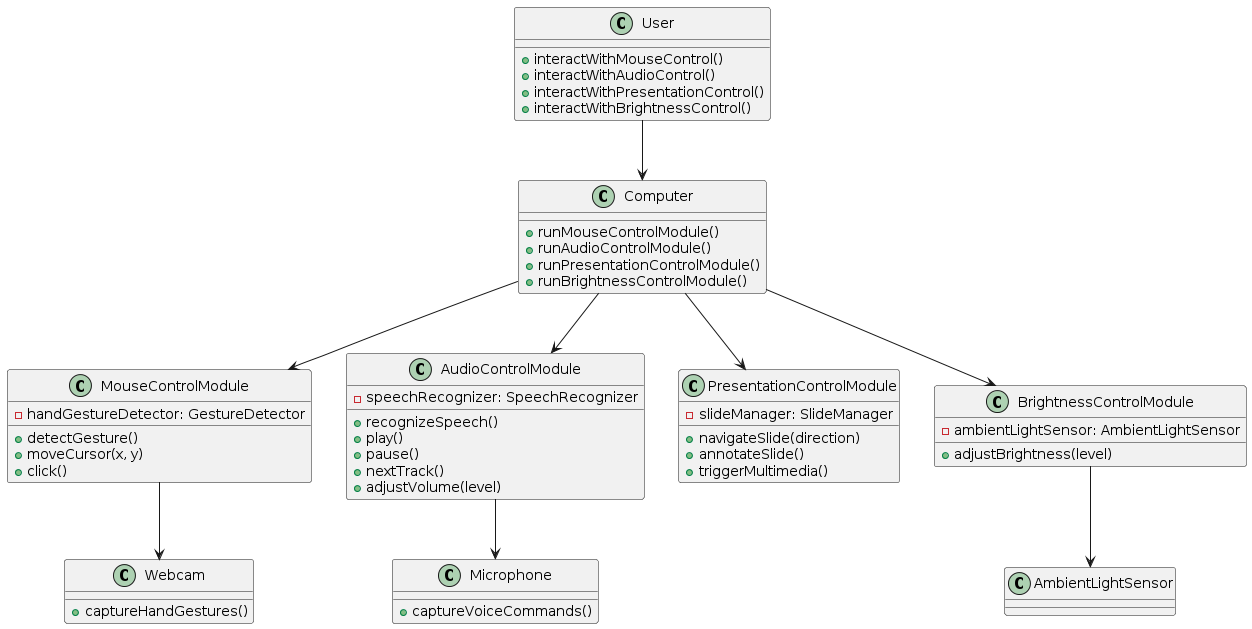 C User
interactWithMouseControl()
interactWithAudioControl()
interactWithPresentationControl()
interactWithBrightnessControl()
C Computer
runMouseControlModule()
runAudioControlModule()
runPresentationControlModule()
runBrightnessControlModule()
C MouseControlModule
handGestureDetector: GestureDetector
detectGesture()
moveCursor(x, y)
click()
C AudioControlModule
speechRecognizer: SpeechRecognizer
recognizeSpeech()
play()
pause()
nextTrack()
adjustVolume(level)
C PresentationControlModule
slideManager: SlideManager
navigateSlide(direction)
annotateSlide()
triggerMultimedia()
C BrightnessControlModule
ambientLightSensor: AmbientLightSensor
adjustBrightness(level)
C Webcam
captureHandGestures()
C Microphone
captureVoiceCommands()
C AmbientLightSensor